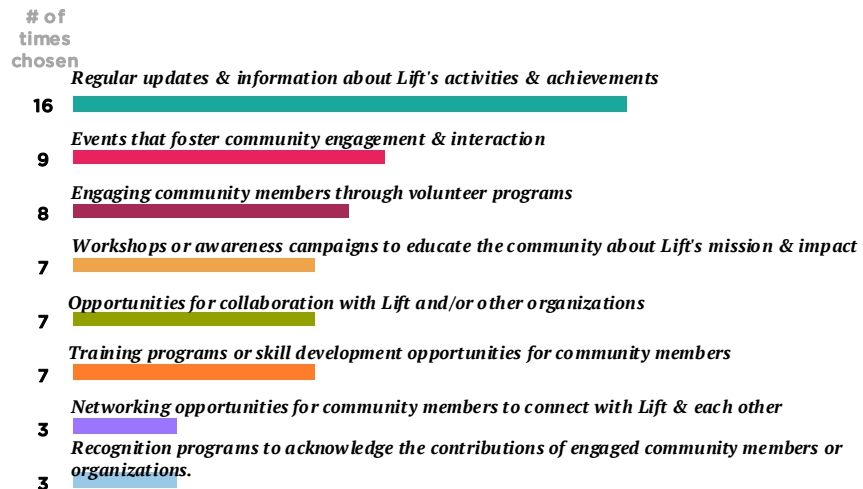 # of
times
chosen
Regular updates & information about Lift's activities & achievements
16
Events that foster community engagement & interaction
9
Engaging community members through volunteer programs
8
Workshops or awareness campaigns to educate the community about Lift's mission & impact
7
Opportunities for collaboration with Lift and/or other organizations
7
Training programs or skill development opportunities for community members
7
Networking opportunities for community members to connect with Lift & each other
3
Recognition programs to acknowledge the contributions of engaged community members or
organizations.
3